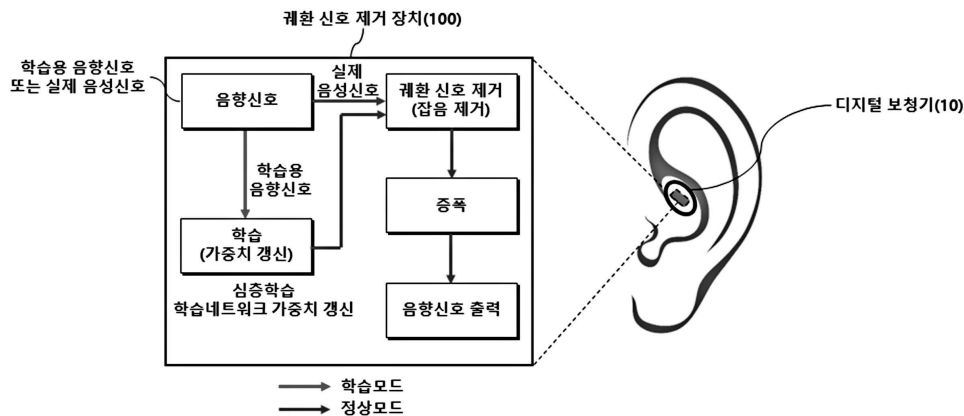 궤환 신호 제거 장치(100)
학습용 음향신호
또는 실제 음성신호
음향신호
실제
음성신호
궤환 신호 제거
(잡음 제거)
디지털 보청기(10)
학습용
음향신호
증폭
학습
(가중치 갱신)
심층학습
학습네트워크 가중치 갱신
음향신호 출력
학습모드
정상모드